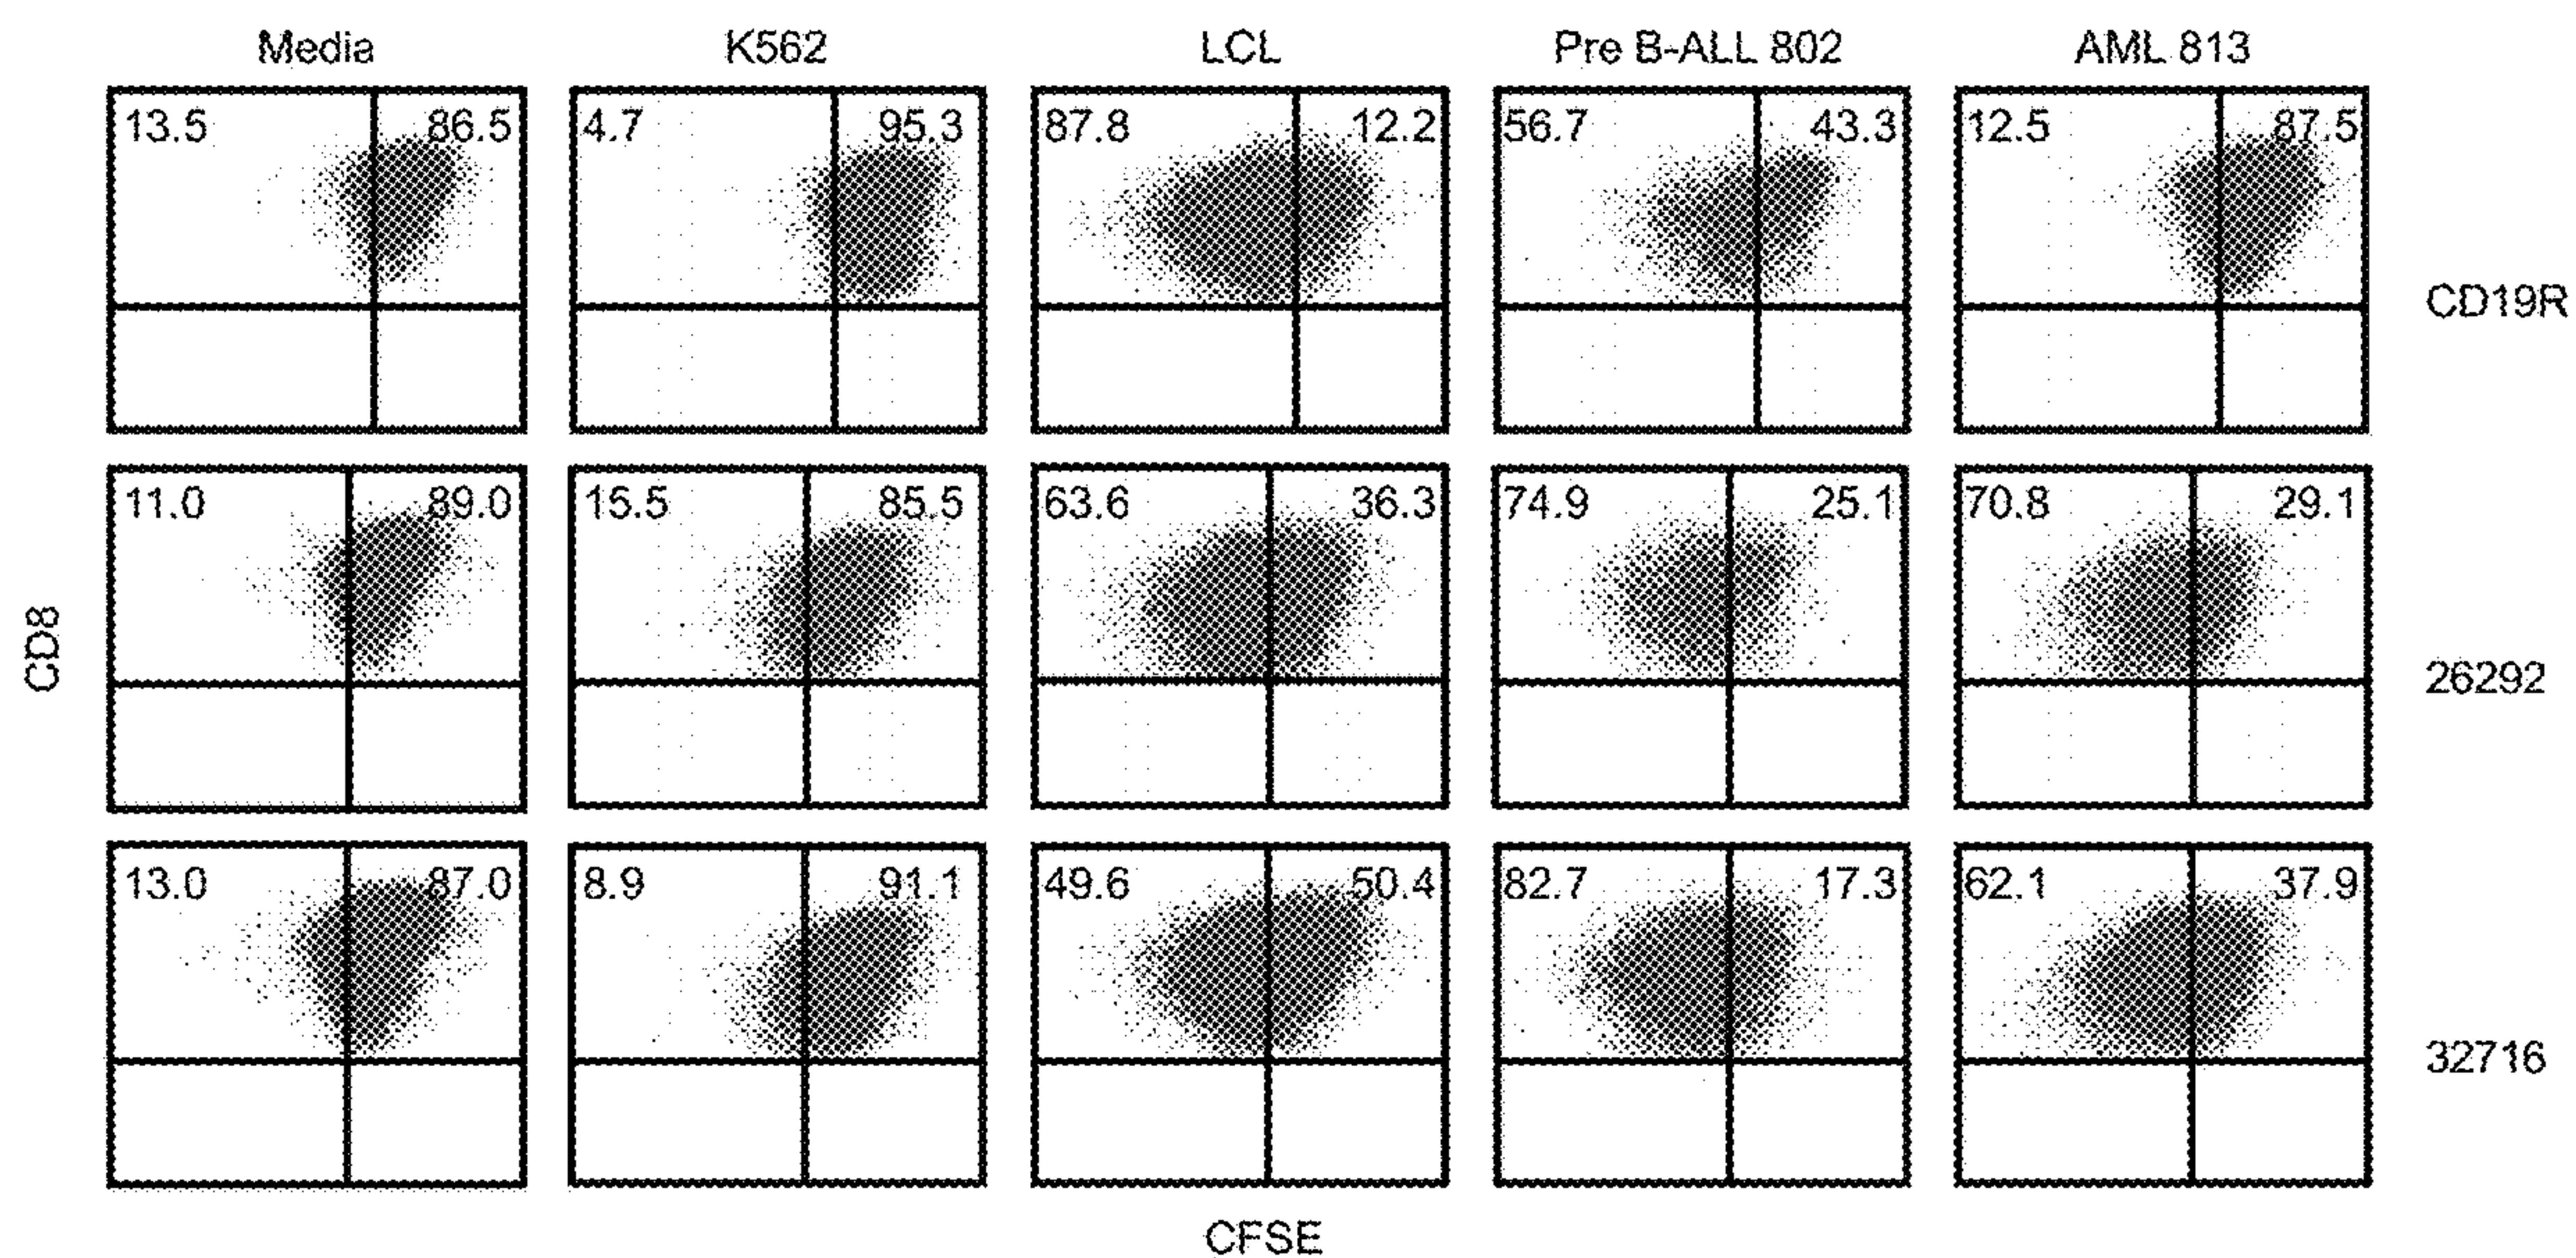 Media K562 LCL Pre B-ALL 802 AML 813
13.5 86.5 4.7 95.3 87.8 12.2 56.7 43.3 12.5 87.5
CD19R
11.0 89.0 15.5 85.5 63.6 36.3 74.9 25.1 70.8 29.1
CD8
26292
13.0 87.0 8.9 91.1 49.6 50.4 82.7 17.3 62.1 37.9
32716
CFSE